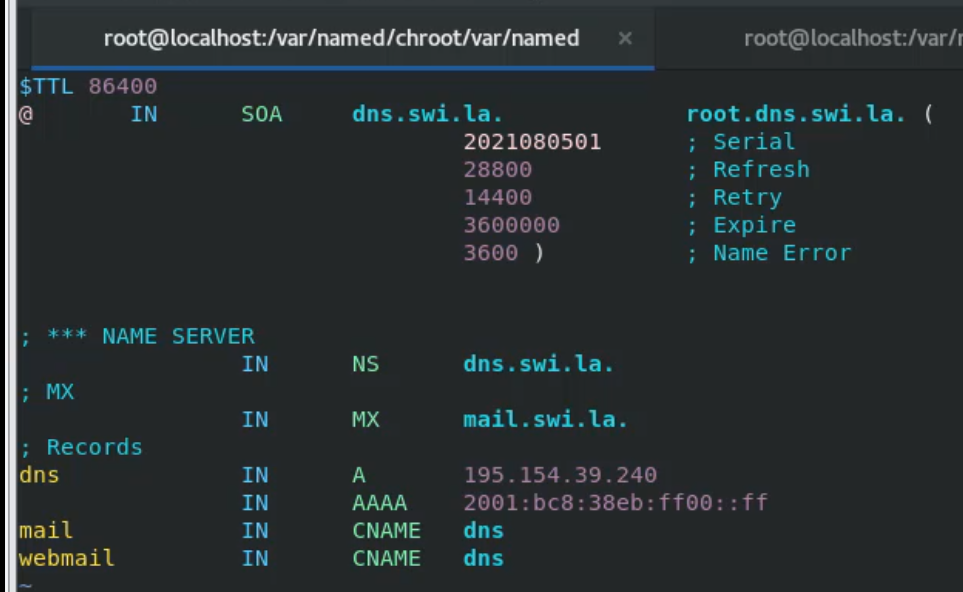 root@localhost:/var/named/chroot/var/named × root@localhost:/var/
$TTL 86400
@ IN SOA dns.swi.la. root.dns.swi.la. (
2021080501 ; Serial
28800 ; Refresh
14400 ; Retry
3600000 ; Expire
3600 ) ; Name Error
; *** NAME SERVER
IN NS dns.swi.la.
; MX
IN MX mail.swi.la.
; Records
dns IN A 195.154.39.240
IN AAAA 2001:bc8:38eb:ff00::ff
mail IN CNAME dns
webmail IN CNAME dns
~